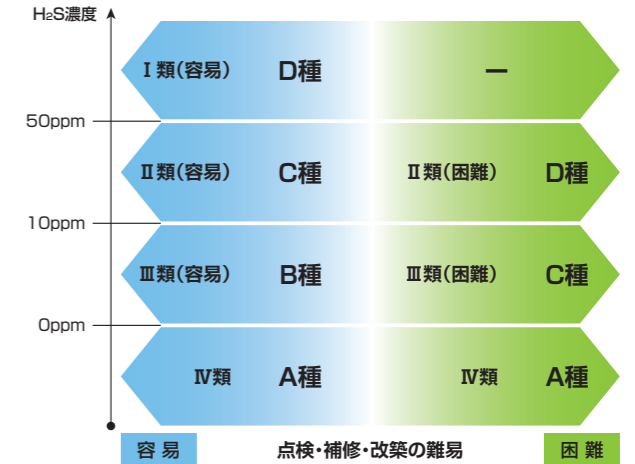 H₂S濃度
Ⅰ類(容易) D種 ー
50ppm
Ⅱ類(容易) C種 Ⅱ類(困難) D種
10ppm
Ⅲ類(容易) B種 Ⅲ類(困難) C種
0ppm
Ⅳ類 A種 Ⅳ類 A種
容易 点検・補修・改築の難易 困難